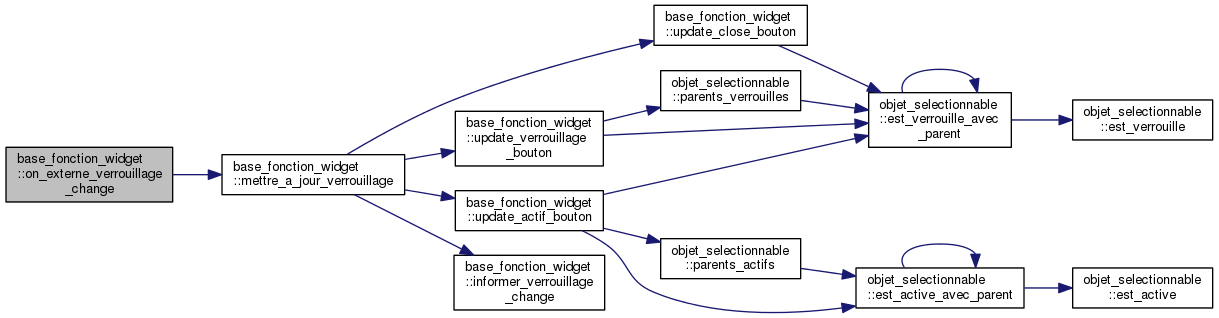 base_fonction_widget
::on_externe_verrouillage
_change
base_fonction_widget
::mettre_a_jour_verrouillage
base_fonction_widget
::update_close_bouton
base_fonction_widget
::update_verrouillage
_bouton
base_fonction_widget
::update_actif_bouton
base_fonction_widget
::informer_verrouillage
_change
objet_selectionnable
::parents_verrouilles
objet_selectionnable
::parents_actifs
objet_selectionnable
::est_verrouille_avec
_parent
objet_selectionnable
::est_active_avec_parent
objet_selectionnable
::est_verrouille
objet_selectionnable
::est_active